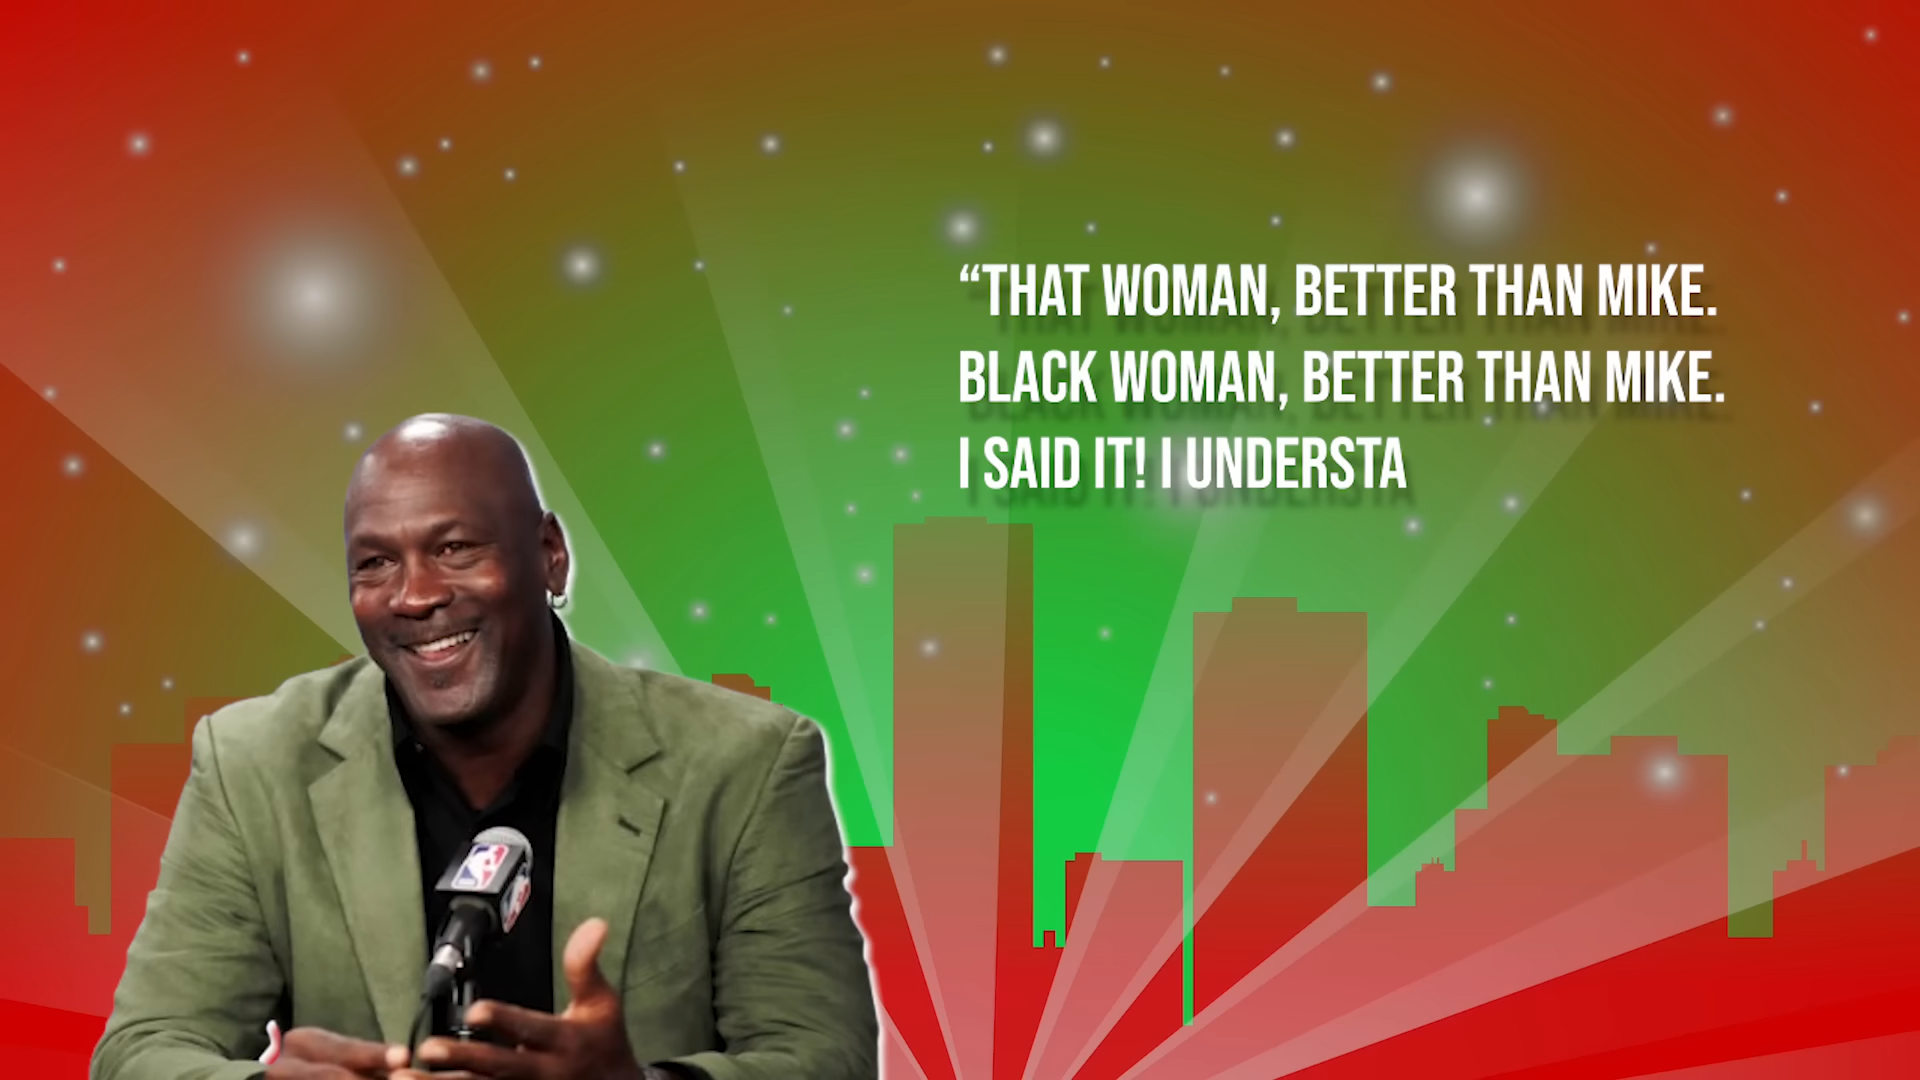 “THAT WOMAN, BETTER THAN MIKE.
BLACK WOMAN, BETTER THAN MIKE.
I SAID IT! I UNDERSTA